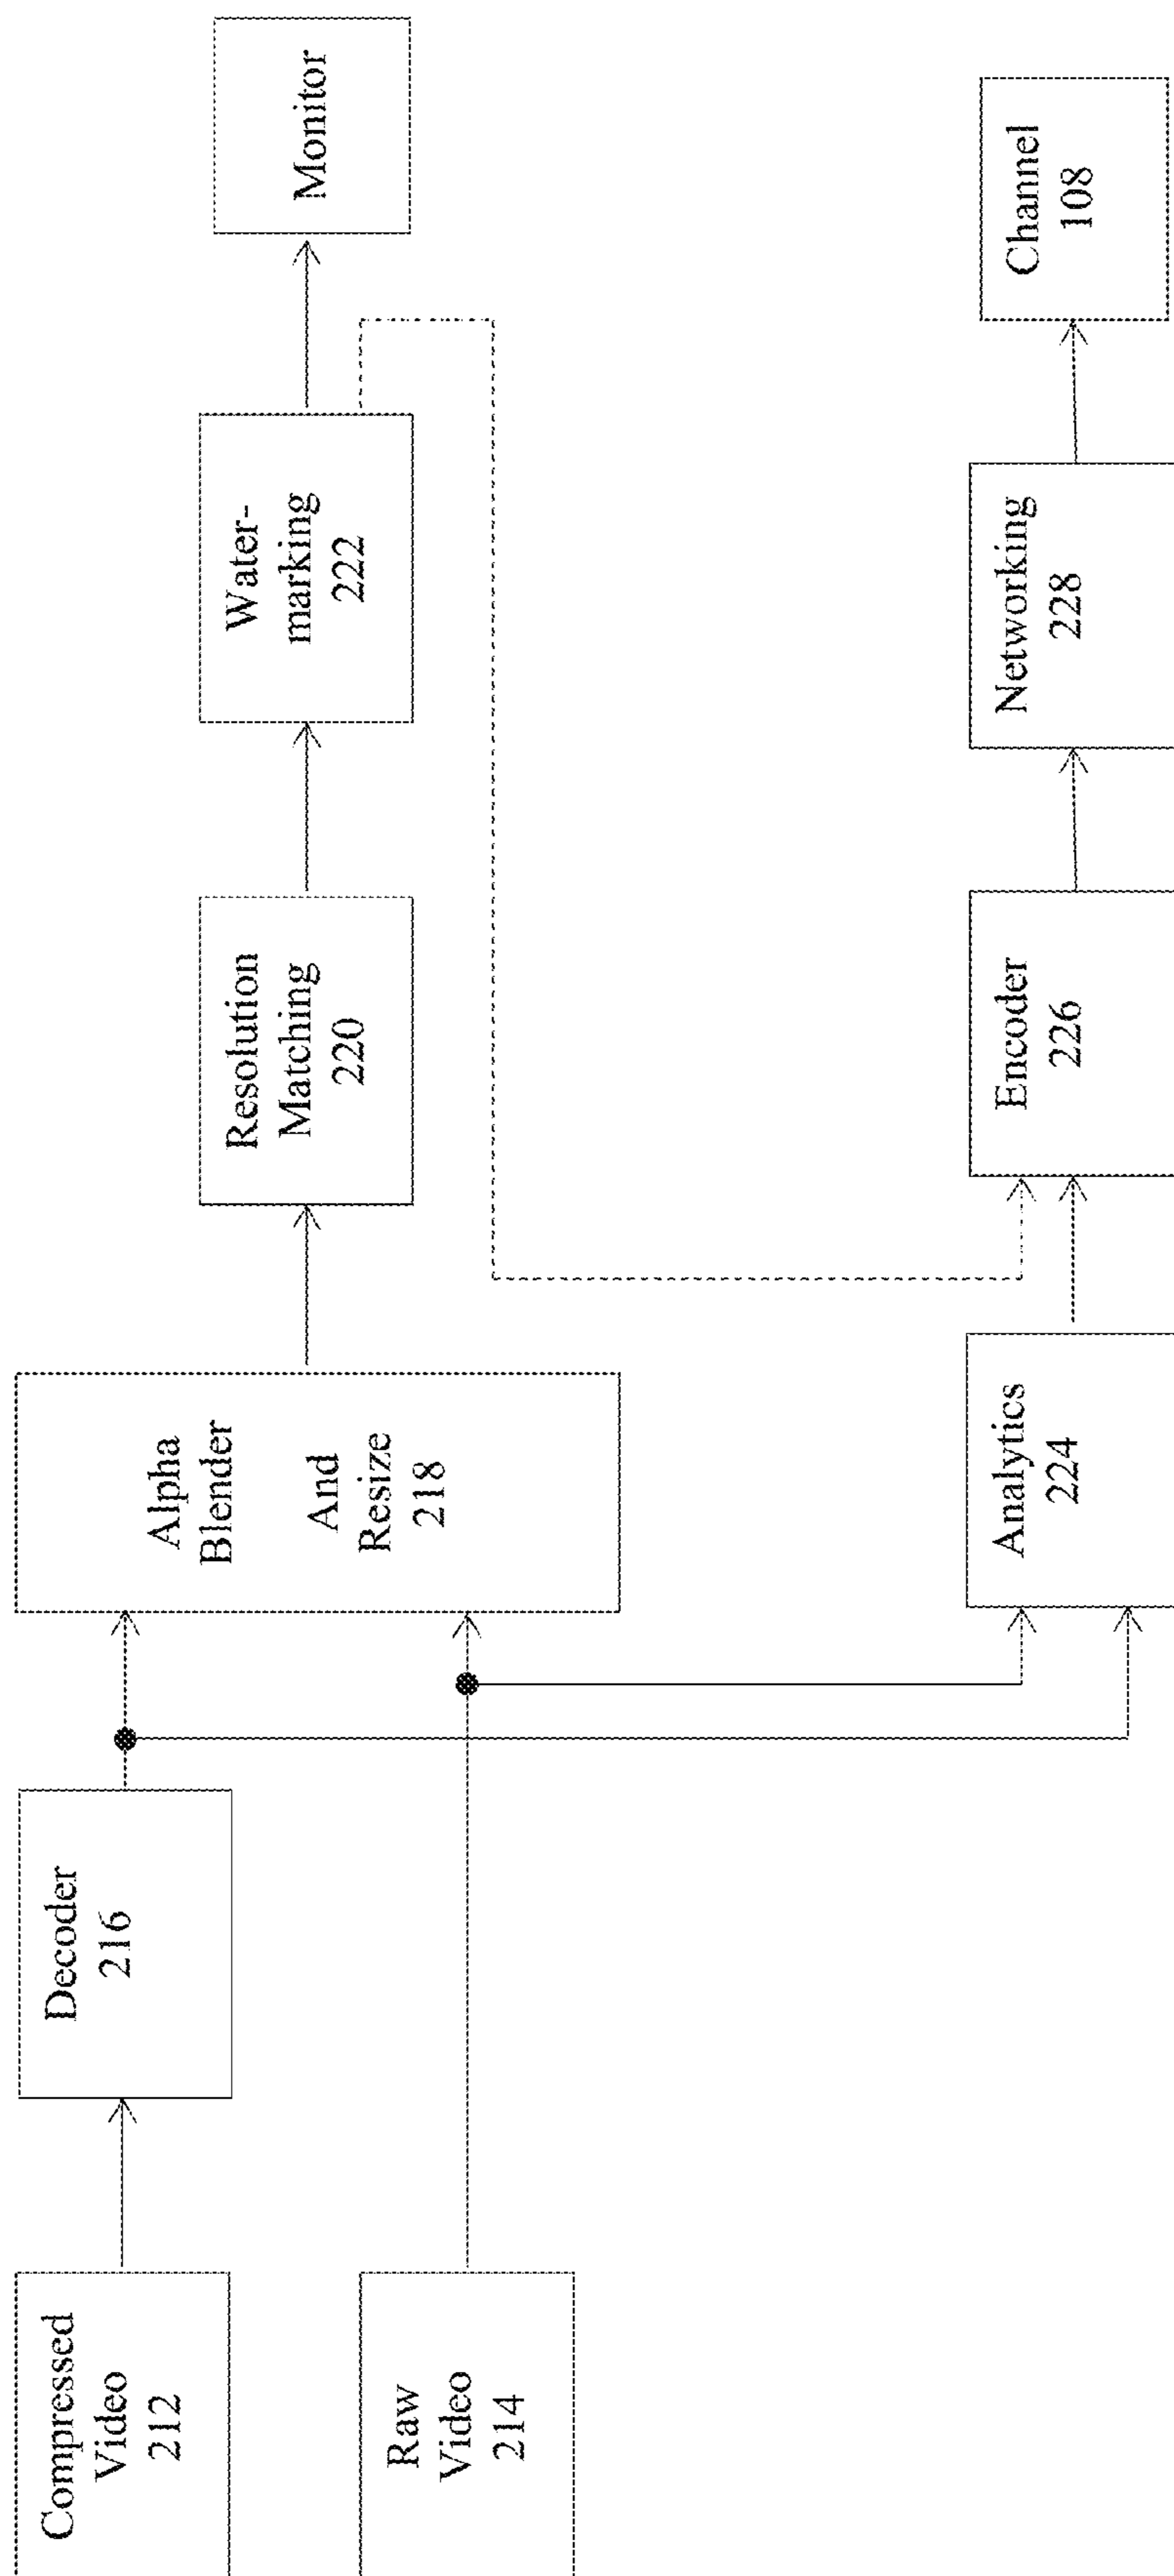 Compressed
Video
212
Decoder
216
Alpha
Blender
And
Resize
218
Resolution
Matching
220
Water-
marking
222
Monitor
Raw
Video
214
Analytics
224
Encoder
226
Networking
228
Channel
108